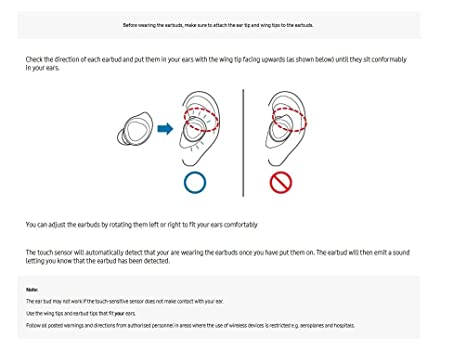 Before wearing the earbuds, make sure to attach the ear tip and wing tips to the earbuds.
Check the direction of each earbud and put them in your ears with the wing tip facing upwards (as shown below) until they sit conformably
in your ears.
You can adjust the earbuds by rotating them left or right to fit your ears comfortably
The touch sensor will automatically detect that your are wearing the earbuds once you have put them on. The earbud will then emit a sound
letting you know that the earbud has been detected.
Note:
The ear bud may not work if the touch-sensitive sensor does not make contact with your ear.
Use the wing tips and earbud tips that fit your ears.
Follow all posted warnings and directions from authorised personnel in areas where the use of wireless devices is restricted e.g. aeroplanes and hospitals.